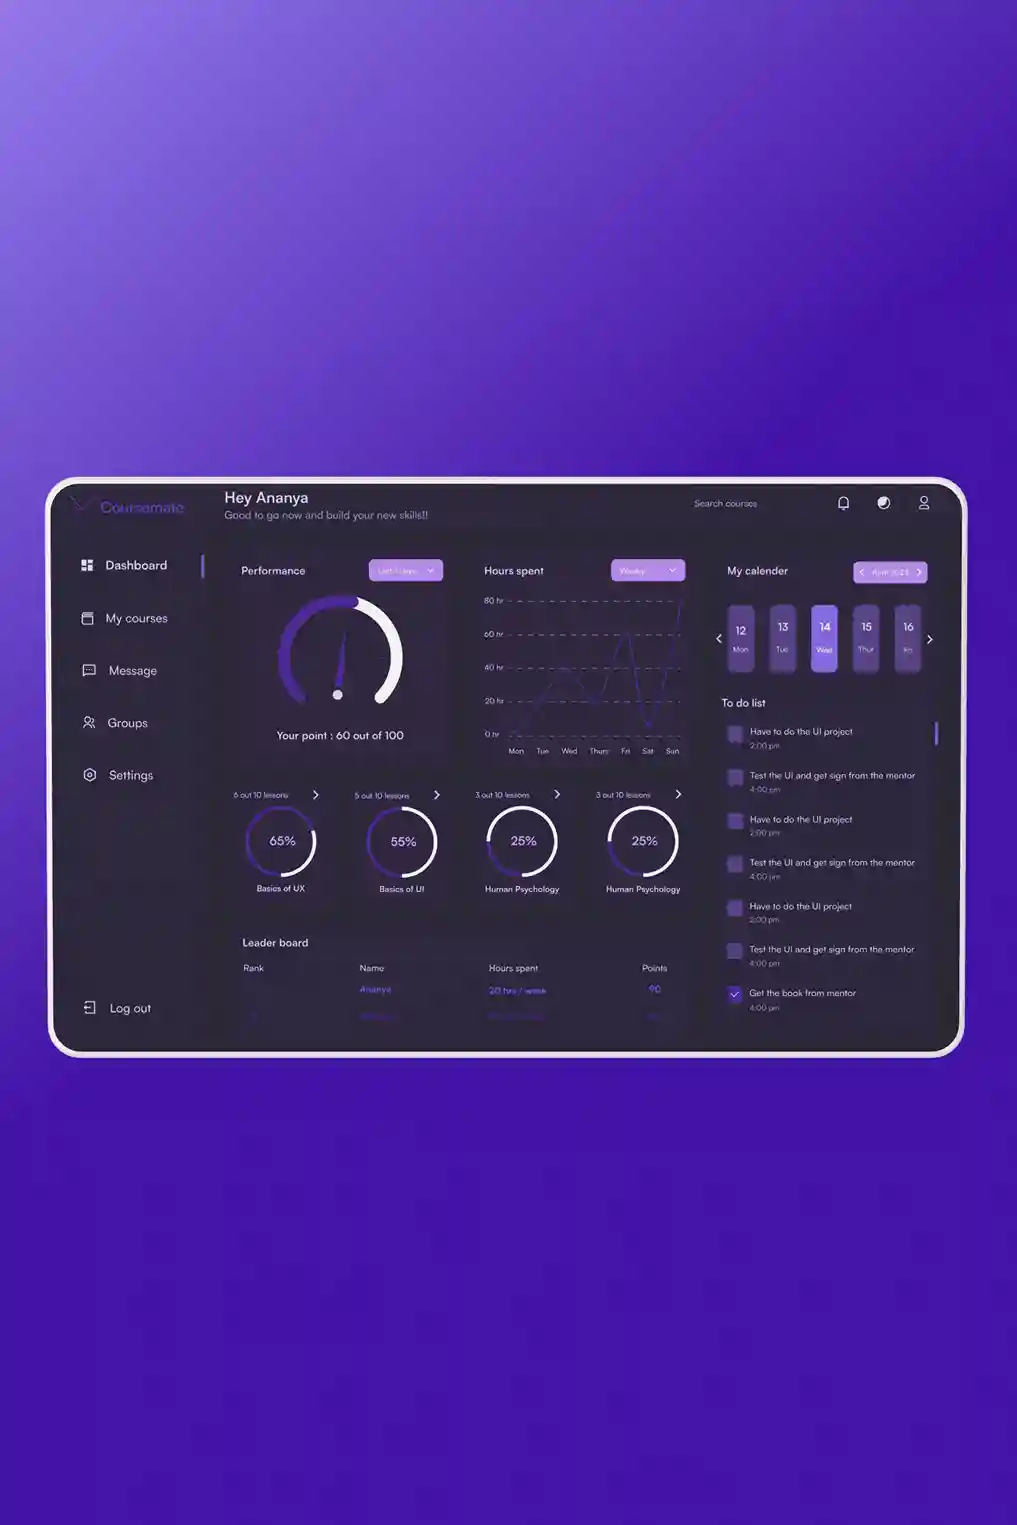 Coursemate
Hey Ananya
Good to go now and build your new skills!!
Search courses
Dashboard
My courses
Message
Groups
Settings
Log out
Performance
Your point : 60 out of 100
Hours spent
Weekly
80 hr
60 hr
40 hr
20 hr
0 hr
Mon Tue Wed Thurs Fri Sat Sun
6 out 10 lessons
65%
Basics of UX
5 out 10 lessons
55%
Basics of UI
3 out 10 lessons
25%
Human Psychology
3 out 10 lessons
25%
Human Psychology
Leader board
Rank Name Hours spent Points
Ananya 20 hrs / week 90
My calender
12 13 14 15 16
Mon Tue Wed Thur Fri
To do list
Have to do the UI project
2:00 pm
Test the UI and get sign from the mentor
4:00 pm
Have to do the UI project
2:00 pm
Test the UI and get sign from the mentor
4:00 pm
Have to do the UI project
2:00 pm
Test the UI and get sign from the mentor
4:00 pm
Get the book from mentor
4:00 pm